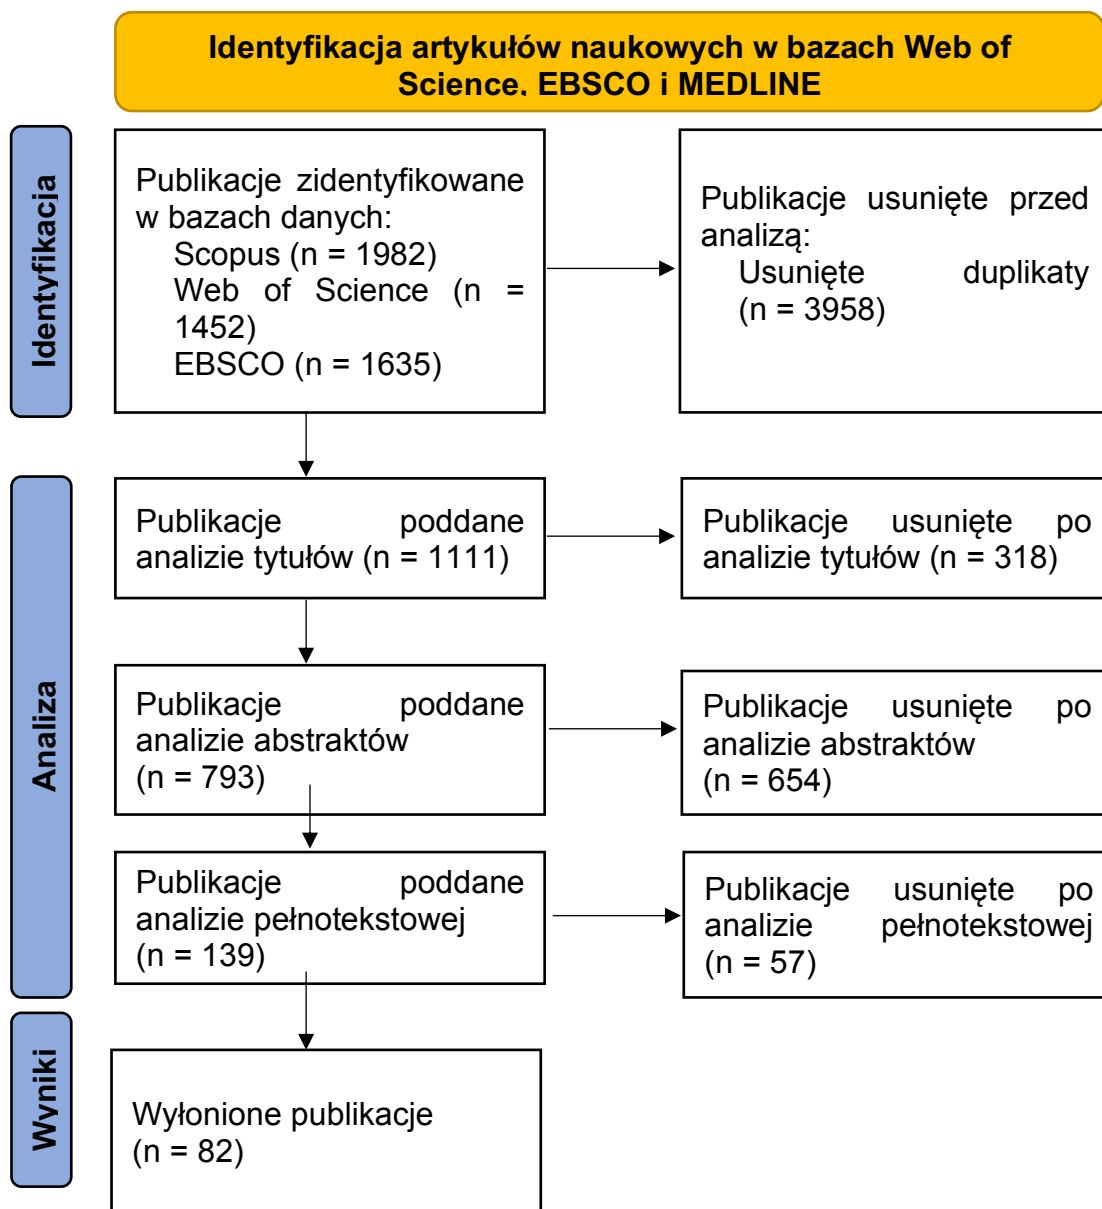 Identyfikacja artykułów naukowych w bazach Web of
Science, EBSCO i MEDLINE
Identyfikacja
Publikacje zidentyfikowane
w bazach danych:
Scopus (n = 1982)
Web of Science (n =
1452)
EBSCO (n = 1635)
Publikacje usunięte przed
analizą:
Usunięte duplikaty
(n = 3958)
Analiza
Publikacje poddane
analizie tytułów (n = 1111)
Publikacje usunięte po
analizie tytułów (n = 318)
Publikacje poddane
analizie abstraktów
(n = 793)
Publikacje usunięte po
analizie abstraktów
(n = 654)
Publikacje poddane
analizie pełnotekstowej
(n = 139)
Publikacje usunięte po
analizie pełnotekstowej
(n = 57)
Wyniki
Wyłonione publikacje
(n = 82)